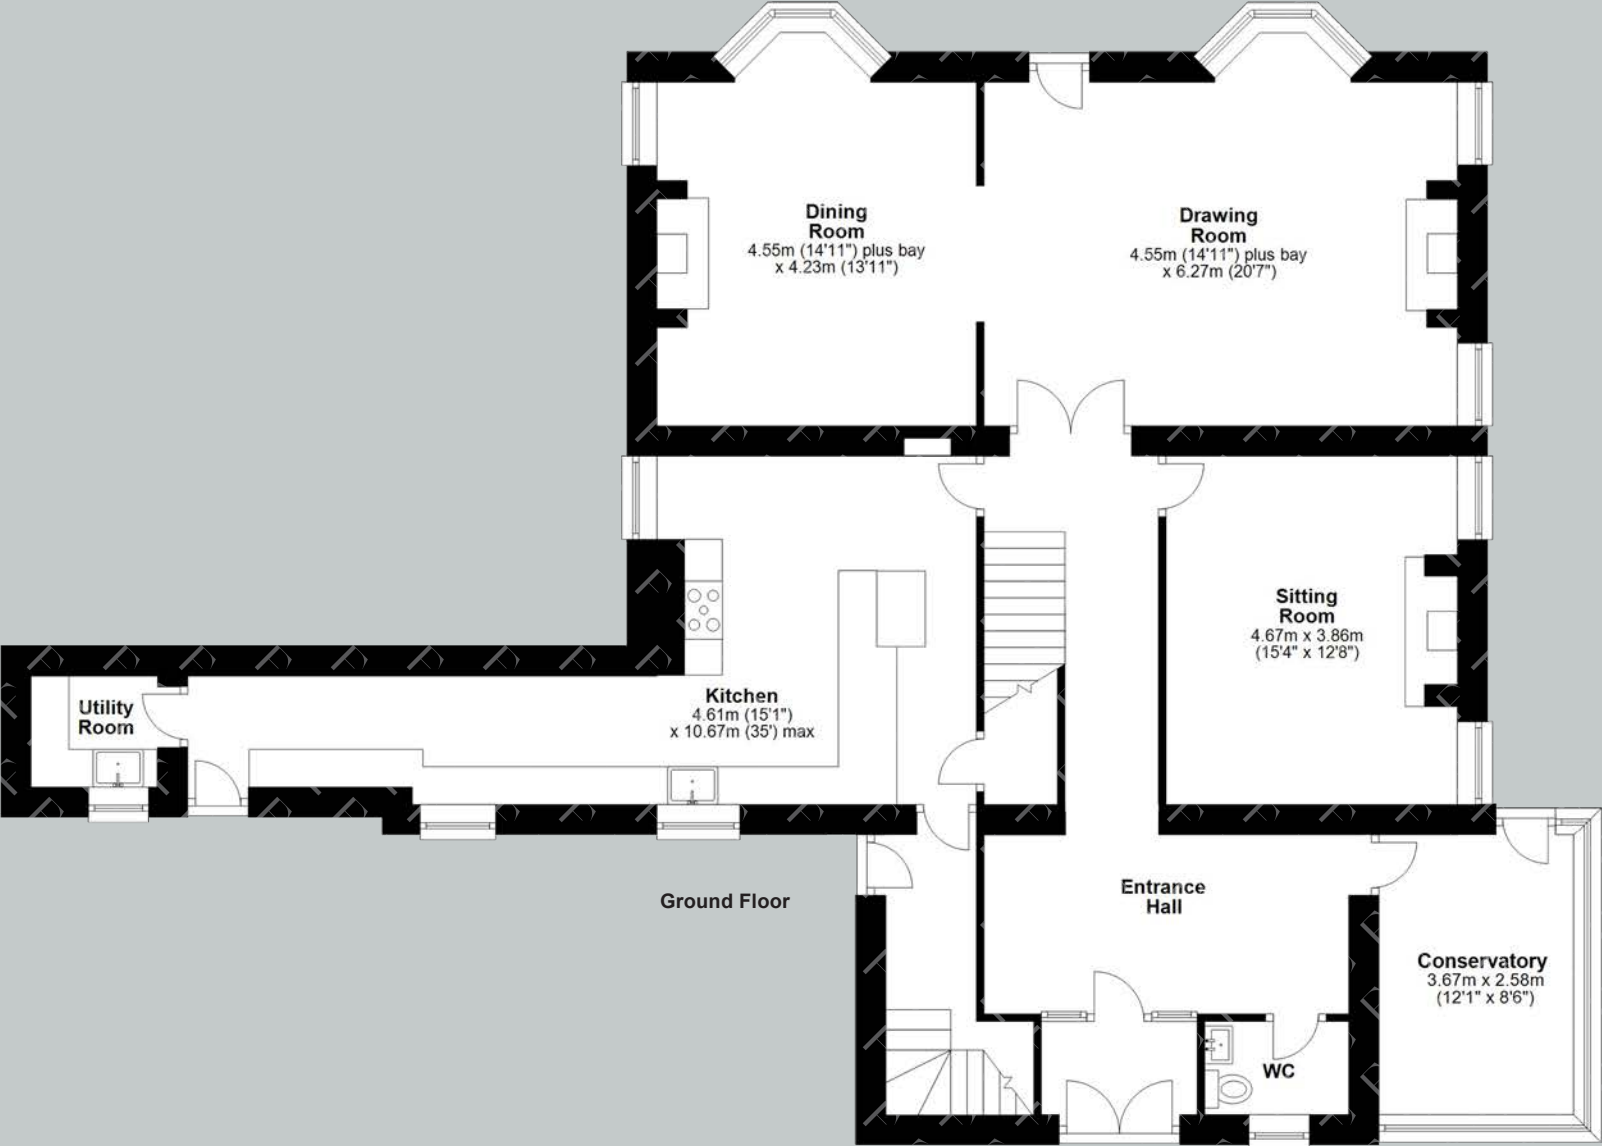 Dining
Room
4.55m (14'11") plus bay
x 4.23m (13'11")
Drawing
Room
4.55m (14'11") plus bay
x 6.27m (20'7")
Sitting
Room
4.67m x 3.86m
(15'4" x 12'8")
Utility
Room
Kitchen
4.61m (15'1")
x 10.67m (35') max
Ground Floor
Entrance
Hall
Conservatory
3.67m x 2.58m
(12'1" x 8'6")
WC